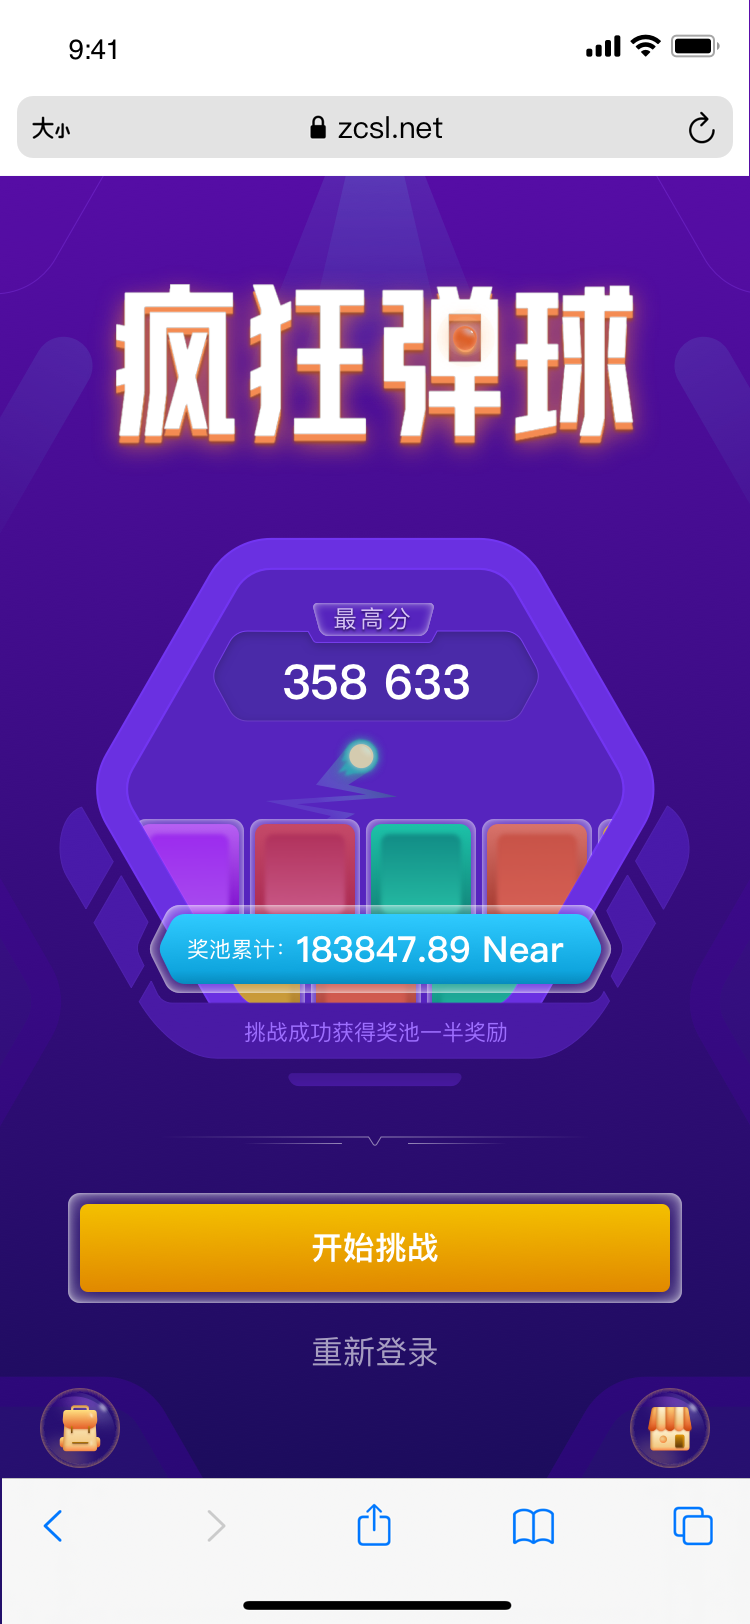 9:41
大小
zcsl.net
疯狂弹球
最高分
358 633
奖池累计：183847.89 Near
挑战成功获得奖池一半奖励
开始挑战
重新登录